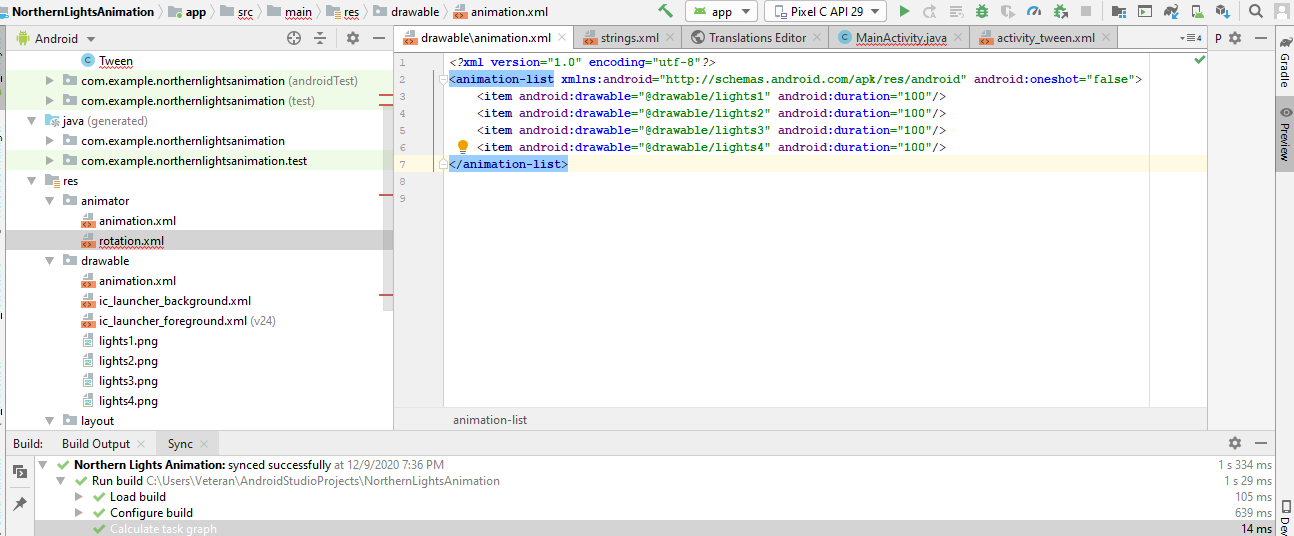 NorthernLightsAnimation app src main res drawable animation.xml app Pixel C API 29
Android
drawable\animation.xml strings.xml Translations Editor MainActivity.java activity_tween.xml
4 P
Tween
com.example.northernlightsanimation (androidTest)
com.example.northernlightsanimation (test)
java (generated)
com.example.northernlightsanimation
com.example.northernlightsanimation.test
res
animator
animation.xml
rotation.xml
drawable
animation.xml
ic_launcher_background.xml
ic_launcher_foreground.xml (v24)
lights1.png
lights2.png
lights3.png
lights4.png
layout
1 <?xml version="1.0" encoding="utf-8"?>
2 <animation-list xmlns:android="http://schemas.android.com/apk/res/android" android:oneshot="false">
3 <item android:drawable="@drawable/lights1" android:duration="100"/>
4 <item android:drawable="@drawable/lights2" android:duration="100"/>
5 <item android:drawable="@drawable/lights3" android:duration="100"/>
6 <item android:drawable="@drawable/lights4" android:duration="100"/>
7 </animation-list>
8
9
animation-list
Gradle
Preview
Build: Build Output Sync
Northern Lights Animation: synced successfully at 12/9/2020 7:36 PM 1 s 334 ms
Run build C:\Users\Veteran\AndroidStudioProjects\NorthernLightsAnimation 1 s 29 ms
Load build 105 ms
Configure build 639 ms
Calculate task graph 14 ms